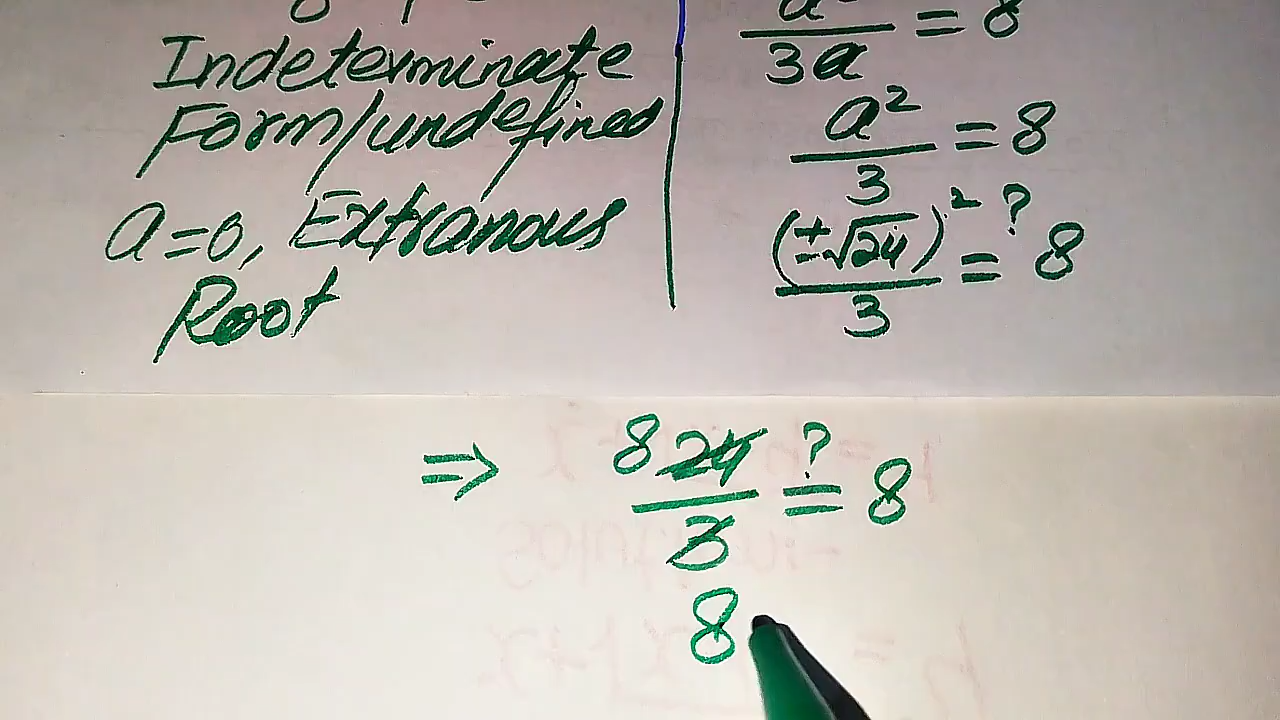 Indeterminate
Form/undefined
a=0, Extranous
Root
3a = 8
a² = 8
3
(±√24)² ?= 8
3
⇒ 8 24 ?= 8
3
8